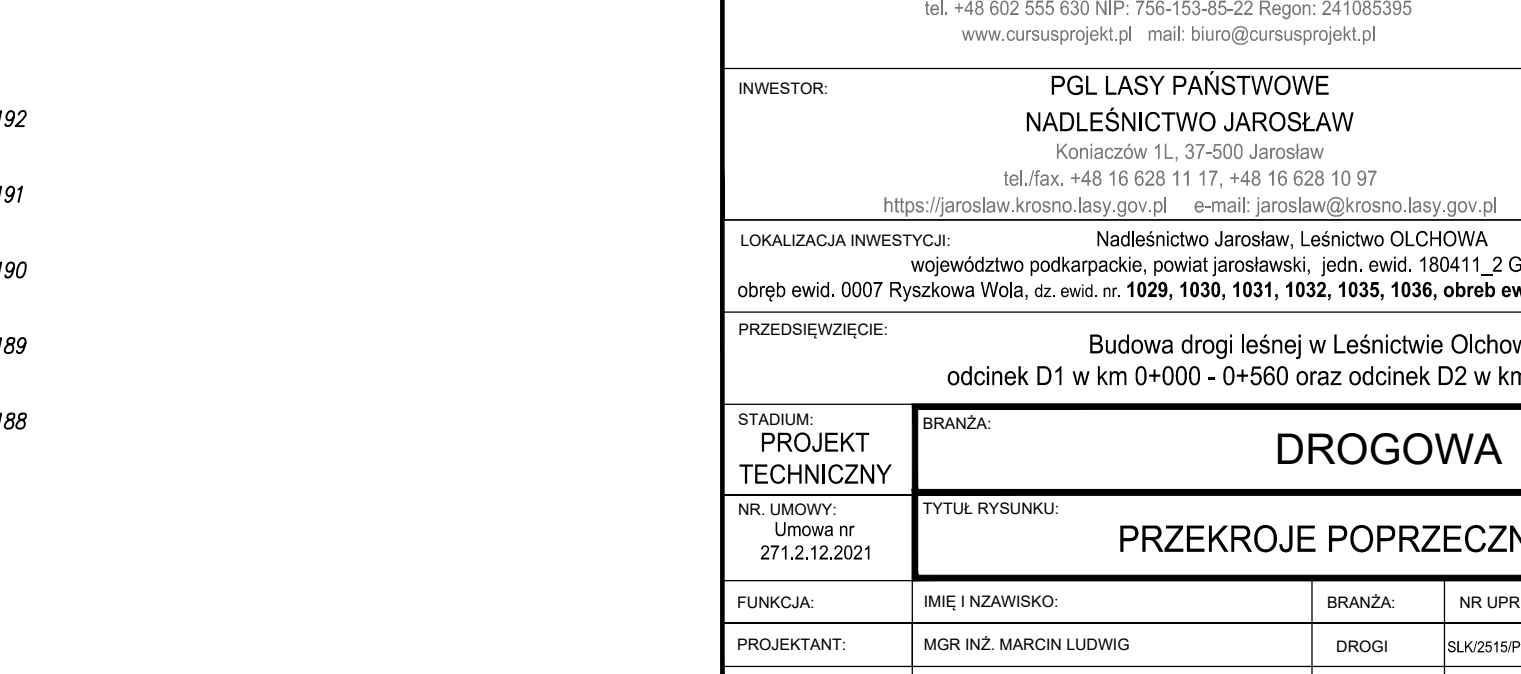 tel. +48 602 555 630 NIP: 756-153-85-22 Regon: 241085395
www.cursusprojekt.pl mail: biuro@cursusprojekt.pl
INWESTOR:
PGL LASY PAŃSTWOWE
NADLEŚNICTWO JAROSŁAW
Koniaczów 1L, 37-500 Jarosław
tel./fax. +48 16 628 11 17, +48 16 628 10 97
https://jaroslaw.krosno.lasy.gov.pl e-mail: jaroslaw@krosno.lasy.gov.pl
LOKALIZACJA INWESTYCJI: Nadleśnictwo Jarosław, Leśnictwo OLCHOWA
województwo podkarpackie, powiat jarosławski, jedn. ewid. 180411_2 G
obręb ewid. 0007 Ryszkowa Wola, dz. ewid. nr. 1029, 1030, 1031, 1032, 1035, 1036, obreb ew
PRZEDSIĘWZIĘCIE:
Budowa drogi leśnej w Leśnictwie Olchow
odcinek D1 w km 0+000 - 0+560 oraz odcinek D2 w km
STADIUM:
PROJEKT
TECHNICZNY
BRANŻA:
DROGOWA
NR. UMOWY:
Umowa nr
271.2.12.2021
TYTUŁ RYSUNKU:
PRZEKROJE POPRZECZN
FUNKCJA: IMIĘ I NZAWISKO: BRANŻA: NR UPR
PROJEKTANT: MGR INŻ. MARCIN LUDWIG DROGI SLK/2515/P
192
191
190
189
188